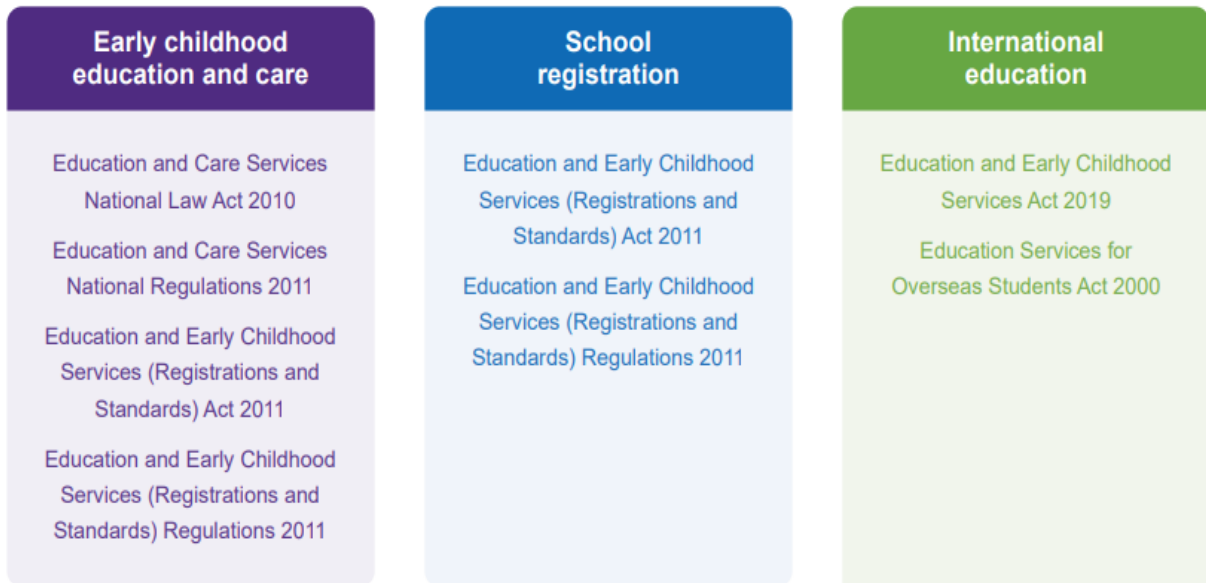 Early childhood
education and care
Education and Care Services
National Law Act 2010
Education and Care Services
National Regulations 2011
Education and Early Childhood
Services (Registrations and
Standards) Act 2011
Education and Early Childhood
Services (Registrations and
Standards) Regulations 2011
School
registration
Education and Early Childhood
Services (Registrations and
Standards) Act 2011
Education and Early Childhood
Services (Registrations and
Standards) Regulations 2011
International
education
Education and Early Childhood
Services Act 2019
Education Services for
Overseas Students Act 2000